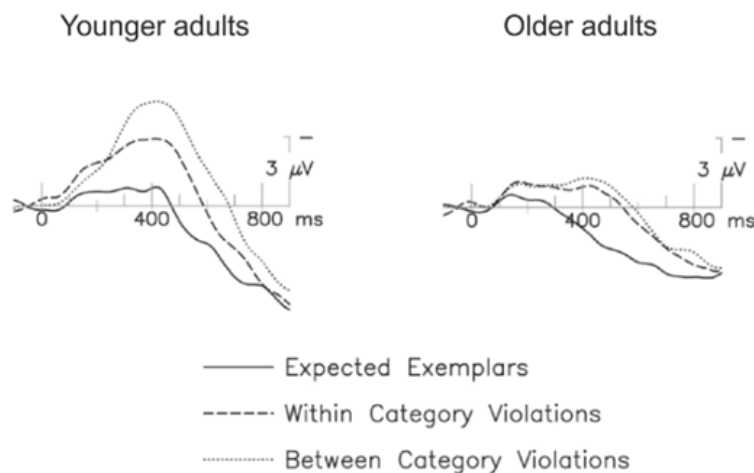 Younger adults
Older adults
3 μV
0 400 800 ms
3 μV
0 400 800 ms
Expected Exemplars
Within Category Violations
Between Category Violations